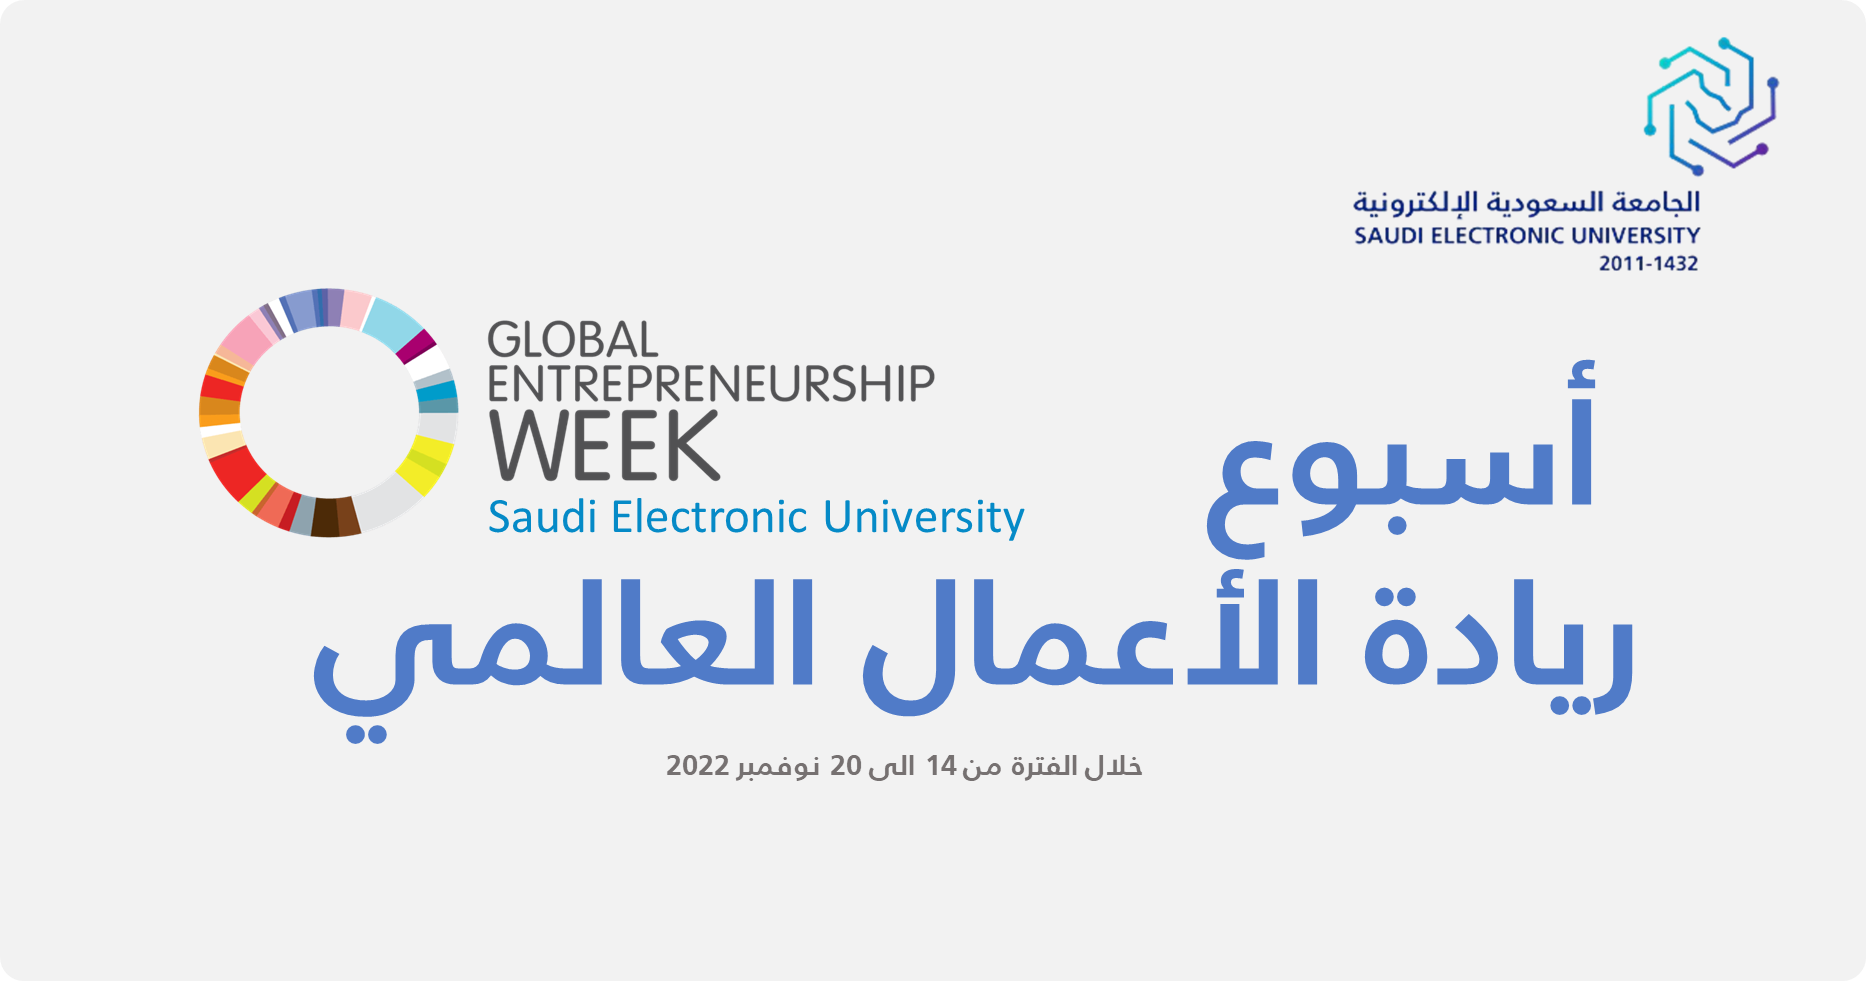 الجامعة السعودية الإلكترونية
SAUDI ELECTRONIC UNIVERSITY
2011-1432
GLOBAL
ENTREPRENEURSHIP
WEEK
Saudi Electronic University
أسبوع
ريادة الأعمال العالمي
خلال الفترة من 14 الى 20 نوفمبر 2022